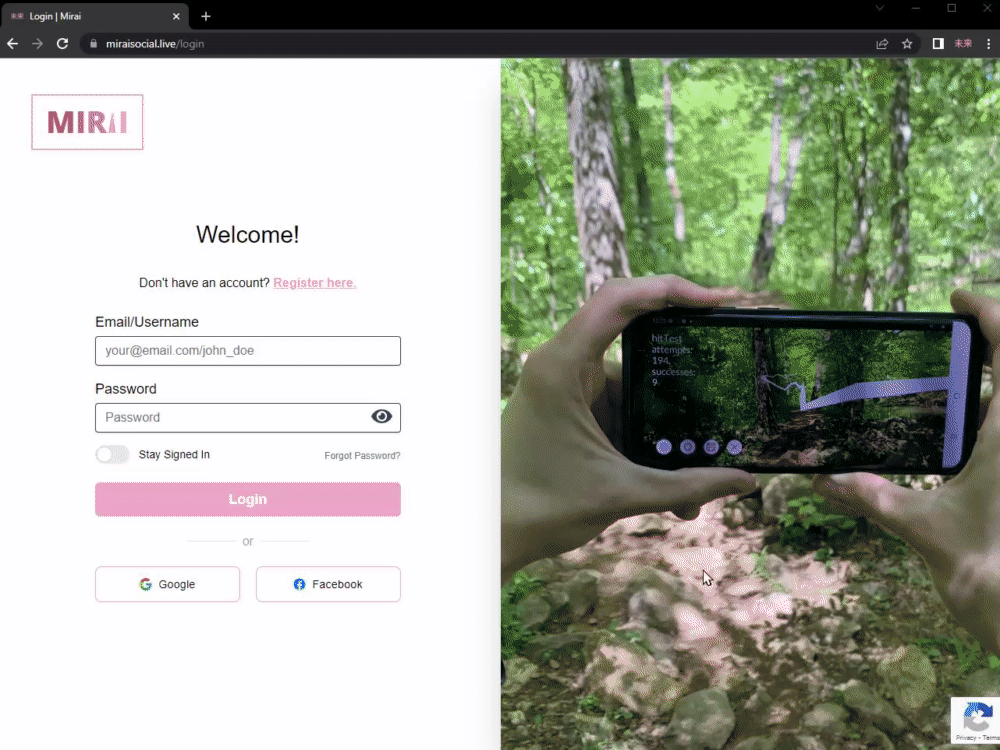 未来 Login | Mirai
miraisocial.live/login
未来
MIRAI
Welcome!
Don't have an account? Register here.
Email/Username
your@email.com/john_doe
Password
Password
Stay Signed In
Forgot Password?
Login
or
Google
Facebook
hitTest
attempts:
194,
successes:
9
Privacy - Terms